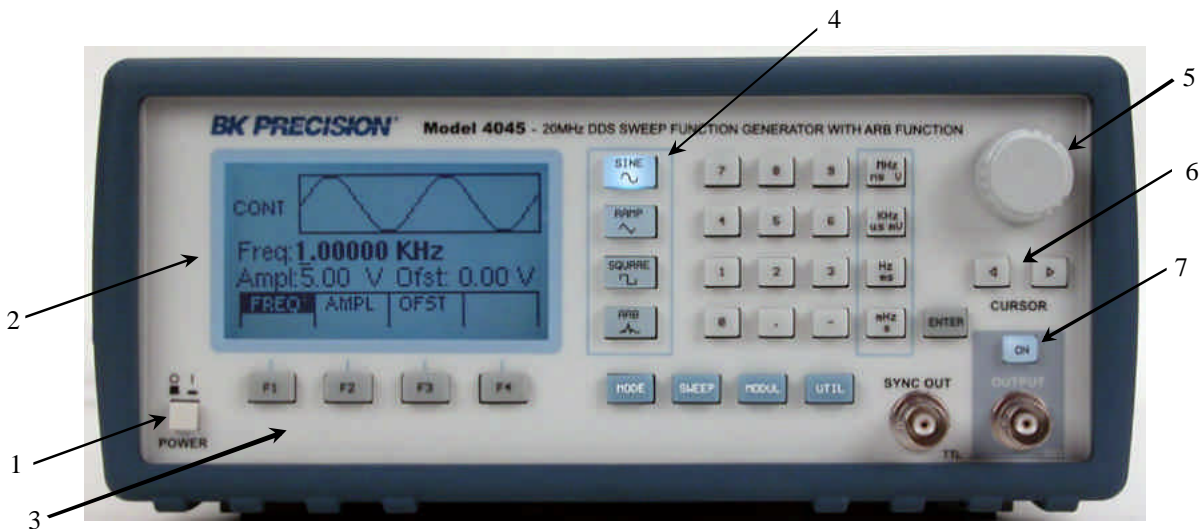 4
5
6
7
2
1
3
BK PRECISION® Model 4045 - 20MHz DDS SWEEP FUNCTION GENERATOR WITH ARB FUNCTION
CONT
Freq:1.00000 KHz
Ampl:5.00 V Ofst: 0.00 V
FREQ AMPL OFST
F1 F2 F3 F4
O I
POWER
SINE
RAMP
SQUARE
ARB
7 8 9 MHz ns V
4 5 6 KHz us mV
1 2 3 Hz ms
0 . - mHz s ENTER
MODE SWEEP MODUL UTIL
CURSOR
ON
SYNC OUT
TTL
OUTPUT